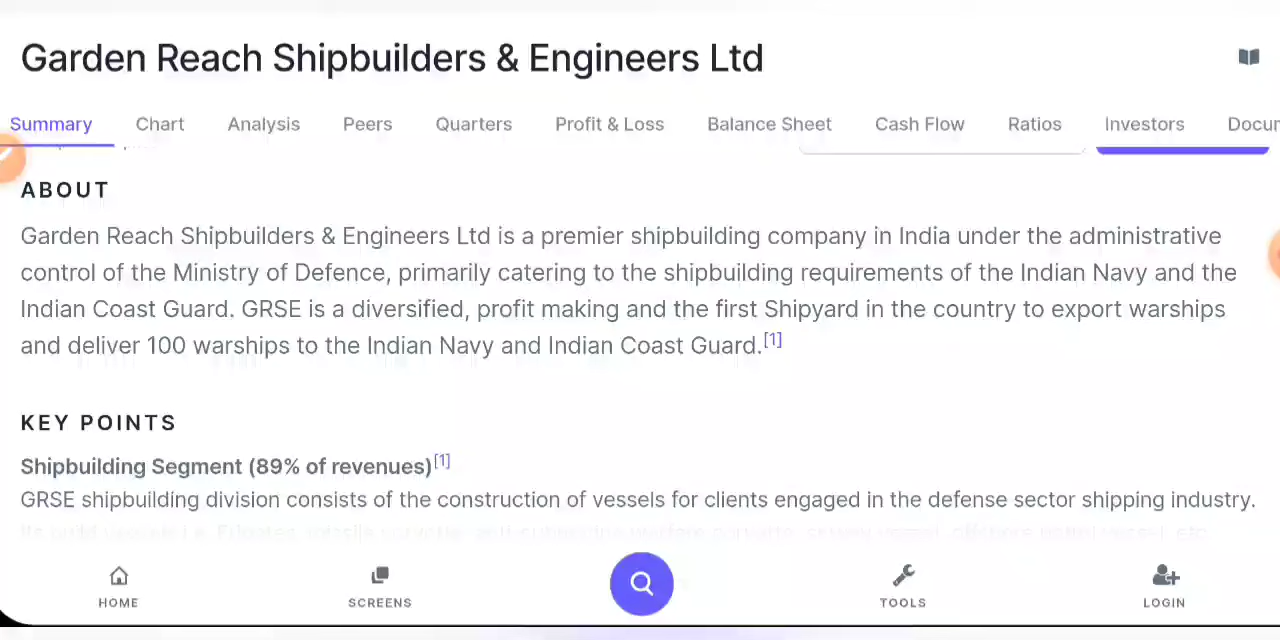 Garden Reach Shipbuilders & Engineers Ltd
Summary Chart Analysis Peers Quarters Profit & Loss Balance Sheet Cash Flow Ratios Investors Docum
ABOUT
Garden Reach Shipbuilders & Engineers Ltd is a premier shipbuilding company in India under the administrative
control of the Ministry of Defence, primarily catering to the shipbuilding requirements of the Indian Navy and the
Indian Coast Guard. GRSE is a diversified, profit making and the first Shipyard in the country to export warships
and deliver 100 warships to the Indian Navy and Indian Coast Guard.[1]
KEY POINTS
Shipbuilding Segment (89% of revenues)[1]
GRSE shipbuilding division consists of the construction of vessels for clients engaged in the defense sector shipping industry.
HOME SCREENS TOOLS LOGIN